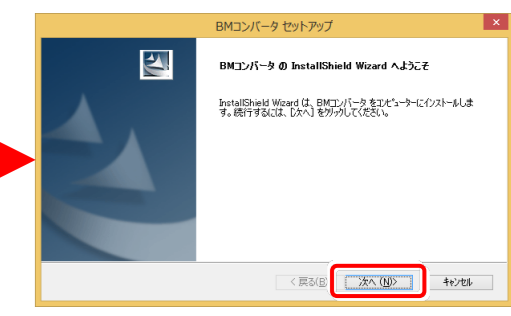 BMコンバータ セットアップ
BMコンバータ の InstallShield Wizard へようこそ
InstallShield Wizard は、BMコンバータ をコンピューターにインストールしま
す。続行するには、[次へ] をクリックしてください。
< 戻る(B)
次へ (N)>
キャンセル